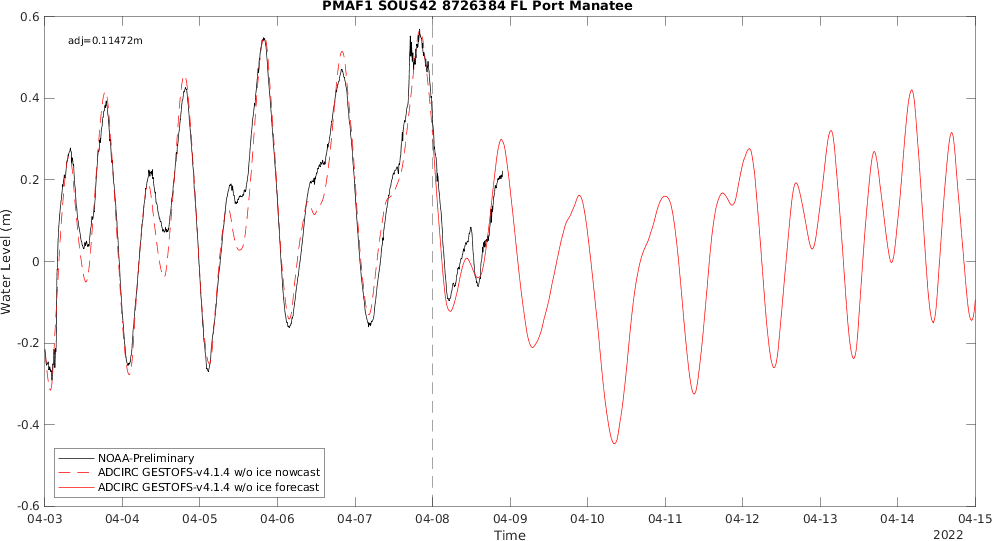 PMAF1 SOUS42 8726384 FL Port Manatee
adj=0.11472m
0.6
0.4
0.2
0
-0.2
-0.4
-0.6
Water Level (m)
NOAA-Preliminary
ADCIRC GESTOFS-v4.1.4 w/o ice nowcast
ADCIRC GESTOFS-v4.1.4 w/o ice forecast
04-03 04-04 04-05 04-06 04-07 04-08 04-09 04-10 04-11 04-12 04-13 04-14 04-15
Time
2022